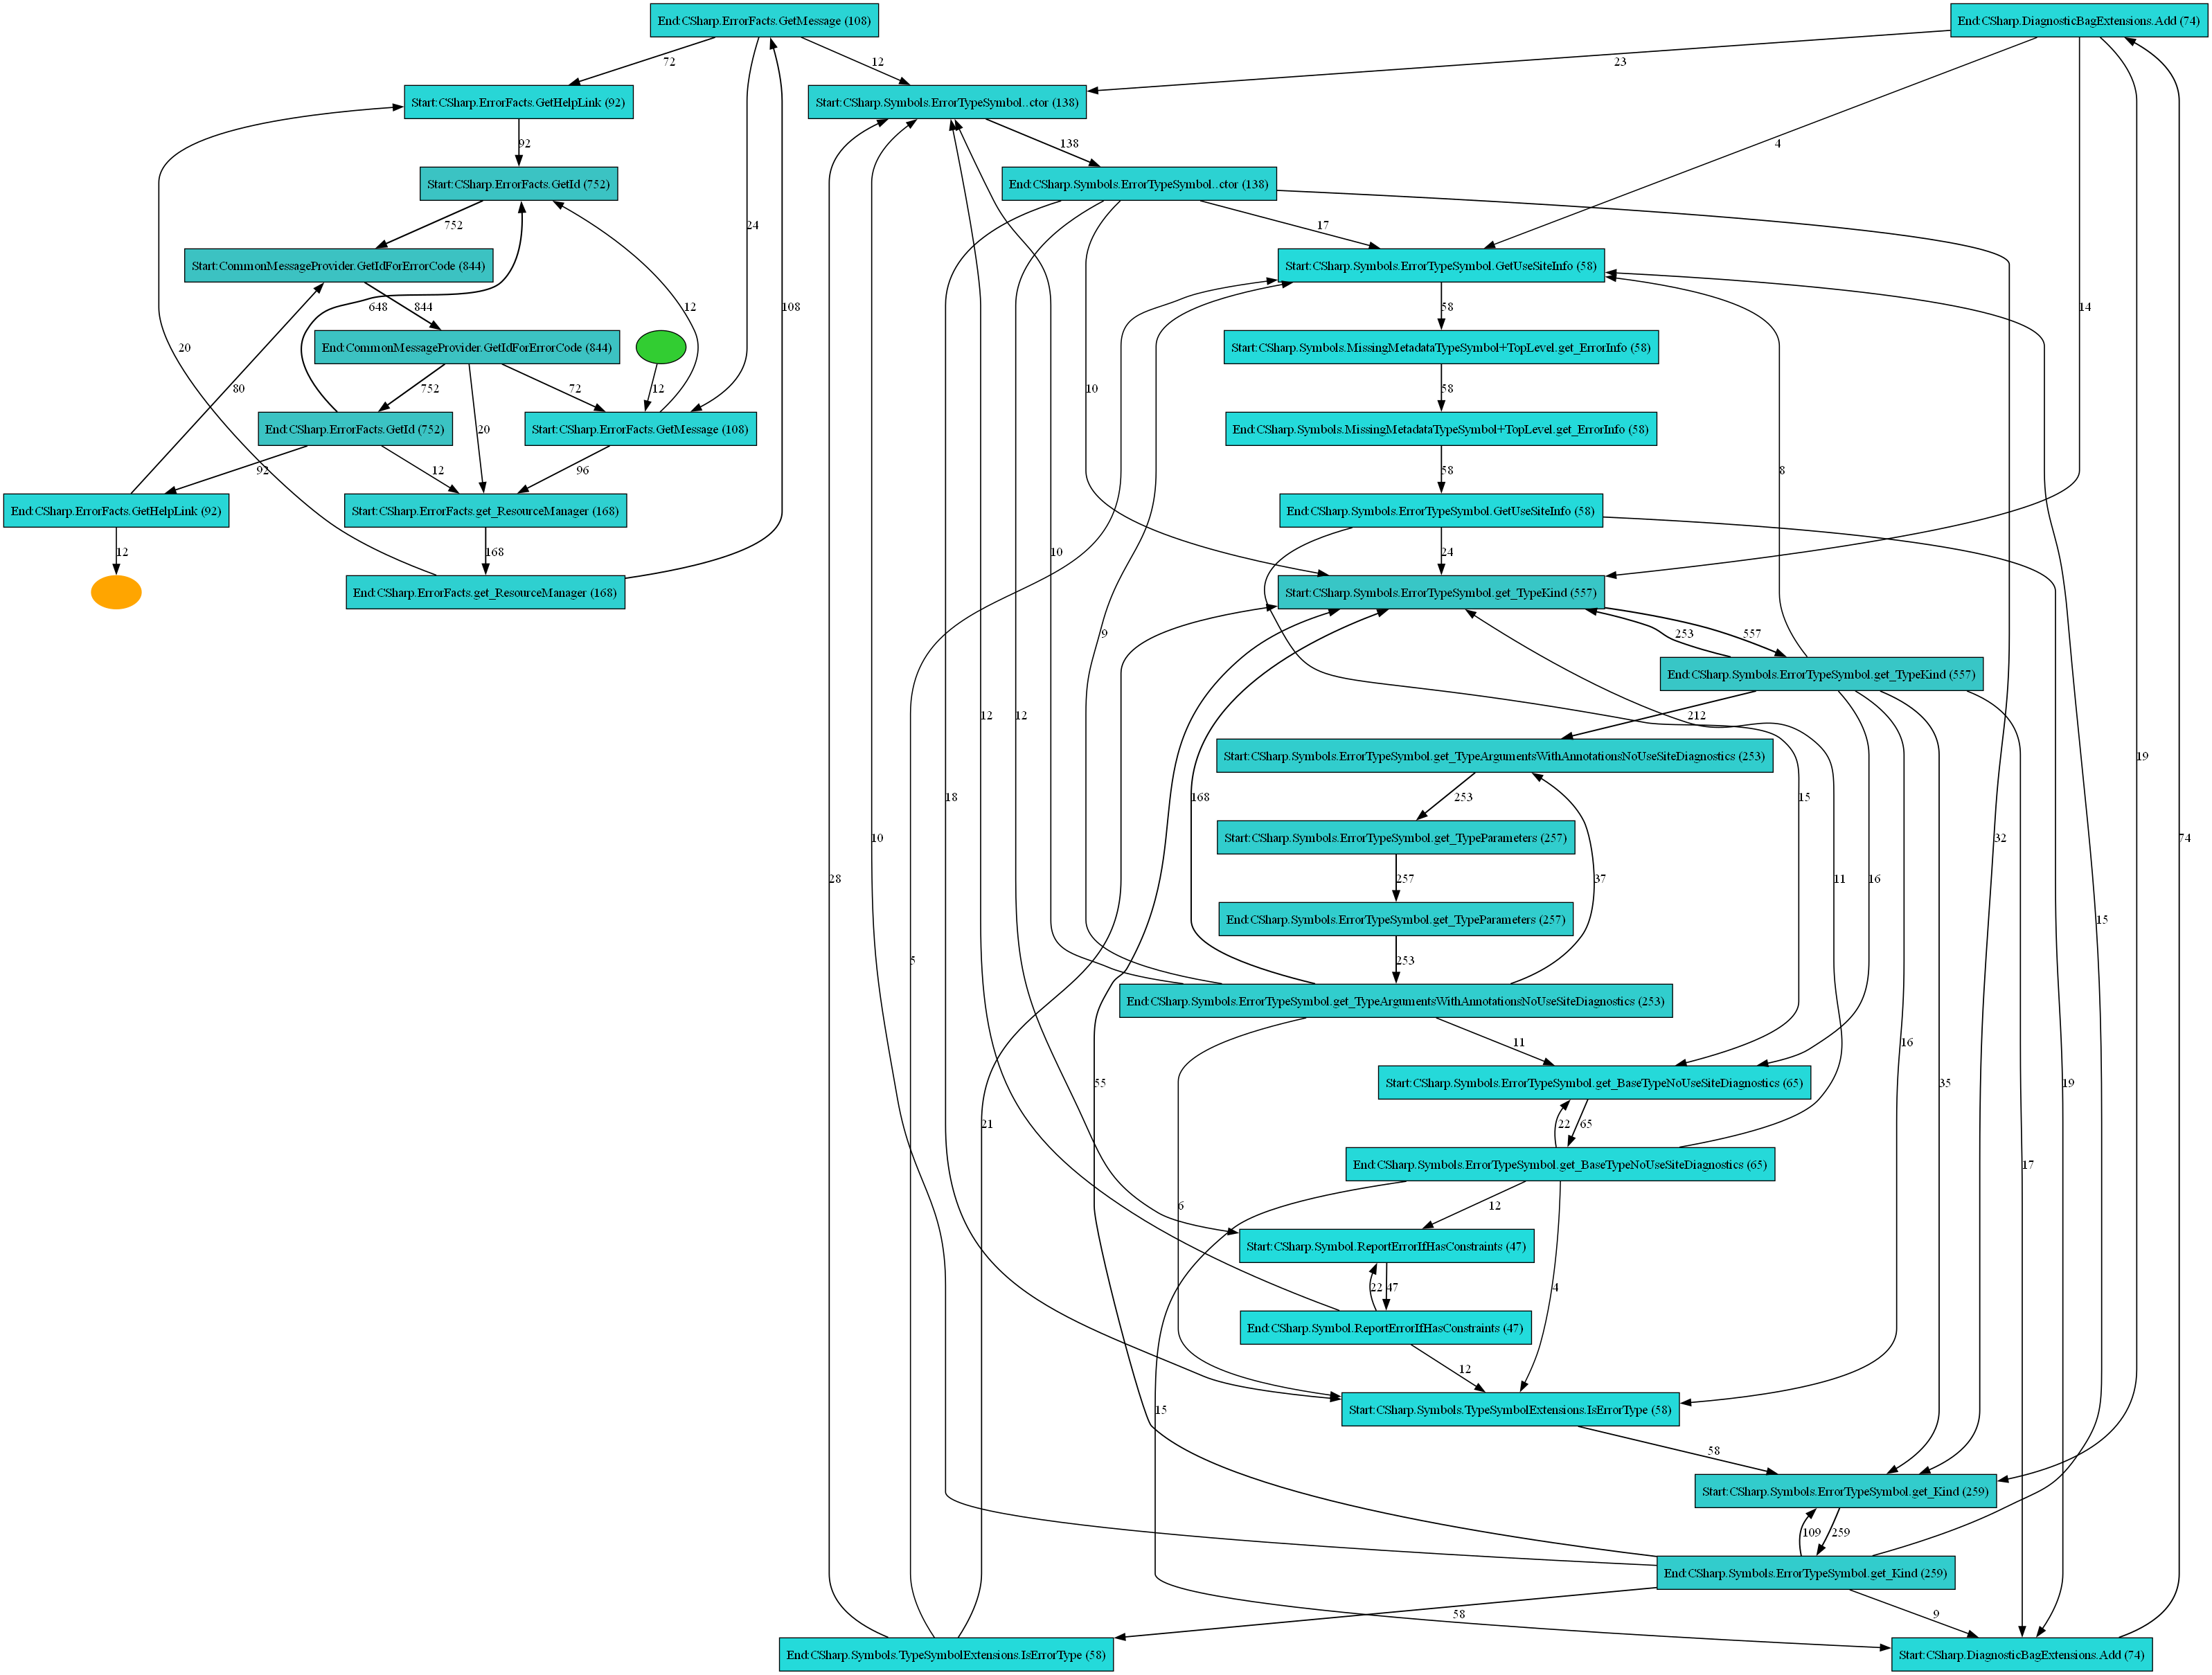 End:CSharp.ErrorFacts.GetMessage (108)
End:CSharp.DiagnosticBagExtensions.Add (74)
72
12
23
Start:CSharp.ErrorFacts.GetHelpLink (92)
Start:CSharp.Symbols.ErrorTypeSymbol..ctor (138)
92
138
4
Start:CSharp.ErrorFacts.GetId (752)
End:CSharp.Symbols.ErrorTypeSymbol..ctor (138)
752
24
17
Start:CommonMessageProvider.GetIdForErrorCode (844)
Start:CSharp.Symbols.ErrorTypeSymbol.GetUseSiteInfo (58)
648
844
12
108
58
14
20
End:CommonMessageProvider.GetIdForErrorCode (844)
Start:CSharp.Symbols.MissingMetadataTypeSymbol+TopLevel.get_ErrorInfo (58)
80
752
72
12
10
58
End:CSharp.ErrorFacts.GetId (752)
Start:CSharp.ErrorFacts.GetMessage (108)
20
End:CSharp.Symbols.MissingMetadataTypeSymbol+TopLevel.get_ErrorInfo (58)
92
12
96
58
8
End:CSharp.ErrorFacts.GetHelpLink (92)
Start:CSharp.ErrorFacts.get_ResourceManager (168)
End:CSharp.Symbols.ErrorTypeSymbol.GetUseSiteInfo (58)
12
168
10
24
End:CSharp.ErrorFacts.get_ResourceManager (168)
Start:CSharp.Symbols.ErrorTypeSymbol.get_TypeKind (557)
9
253
557
End:CSharp.Symbols.ErrorTypeSymbol.get_TypeKind (557)
12
12
212
Start:CSharp.Symbols.ErrorTypeSymbol.get_TypeArgumentsWithAnnotationsNoUseSiteDiagnostics (253)
19
18
168
253
15
10
Start:CSharp.Symbols.ErrorTypeSymbol.get_TypeParameters (257)
32
74
28
257
37
11
16
15
End:CSharp.Symbols.ErrorTypeSymbol.get_TypeParameters (257)
5
253
End:CSharp.Symbols.ErrorTypeSymbol.get_TypeArgumentsWithAnnotationsNoUseSiteDiagnostics (253)
11
16
55
Start:CSharp.Symbols.ErrorTypeSymbol.get_BaseTypeNoUseSiteDiagnostics (65)
35
19
21
22
65
End:CSharp.Symbols.ErrorTypeSymbol.get_BaseTypeNoUseSiteDiagnostics (65)
17
6
12
Start:CSharp.Symbol.ReportErrorIfHasConstraints (47)
22
47
4
End:CSharp.Symbol.ReportErrorIfHasConstraints (47)
12
15
Start:CSharp.Symbols.TypeSymbolExtensions.IsErrorType (58)
58
Start:CSharp.Symbols.ErrorTypeSymbol.get_Kind (259)
109
259
End:CSharp.Symbols.ErrorTypeSymbol.get_Kind (259)
58
9
End:CSharp.Symbols.TypeSymbolExtensions.IsErrorType (58)
Start:CSharp.DiagnosticBagExtensions.Add (74)